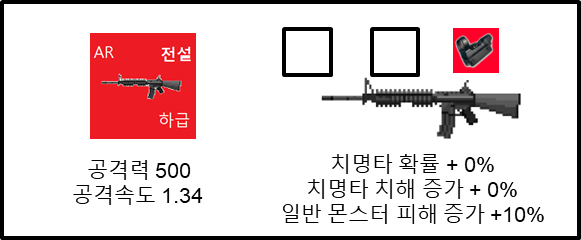 AR 전설
하급
공격력 500
공격속도 1.34
치명타 확률 + 0%
치명타 치해 증가 + 0%
일반 몬스터 피해 증가 +10%